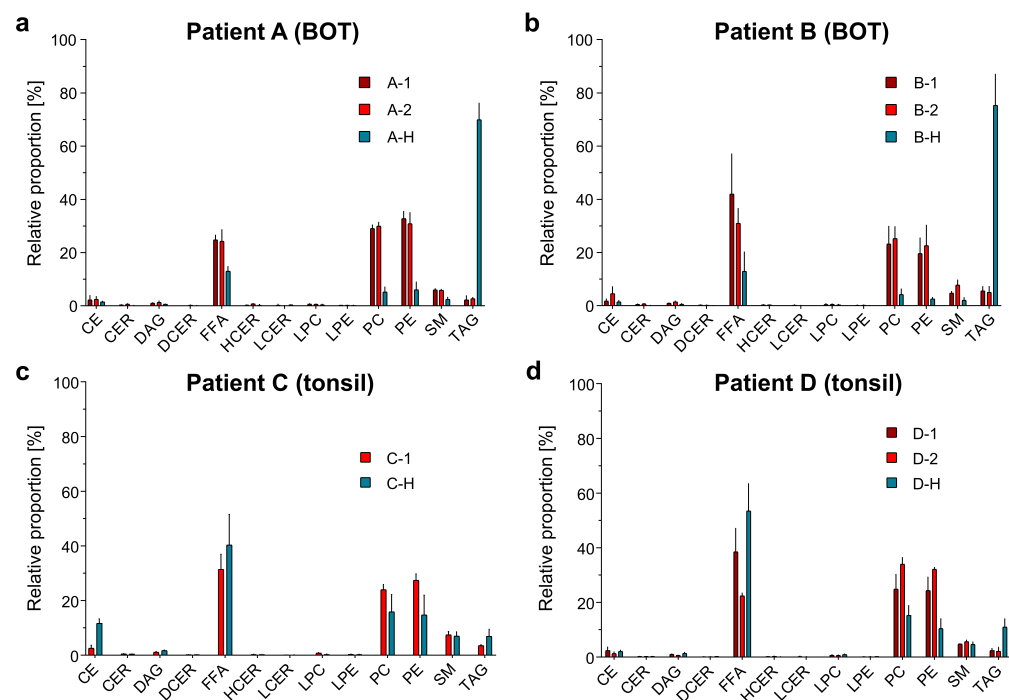 a
Patient A (BOT)
Relative proportion [%]
100
80
60
40
20
0
A-1
A-2
A-H
CE CER DAG DCER FFA HCER LCER LPC LPE PC PE SM TAG
b
Patient B (BOT)
Relative proportion [%]
100
80
60
40
20
0
B-1
B-2
B-H
CE CER DAG DCER FFA HCER LCER LPC LPE PC PE SM TAG
c
Patient C (tonsil)
Relative proportion [%]
100
80
60
40
20
0
C-1
C-H
CE CER DAG DCER FFA HCER LCER LPC LPE PC PE SM TAG
d
Patient D (tonsil)
Relative proportion [%]
100
80
60
40
20
0
D-1
D-2
D-H
CE CER DAG DCER FFA HCER LCER LPC LPE PC PE SM TAG